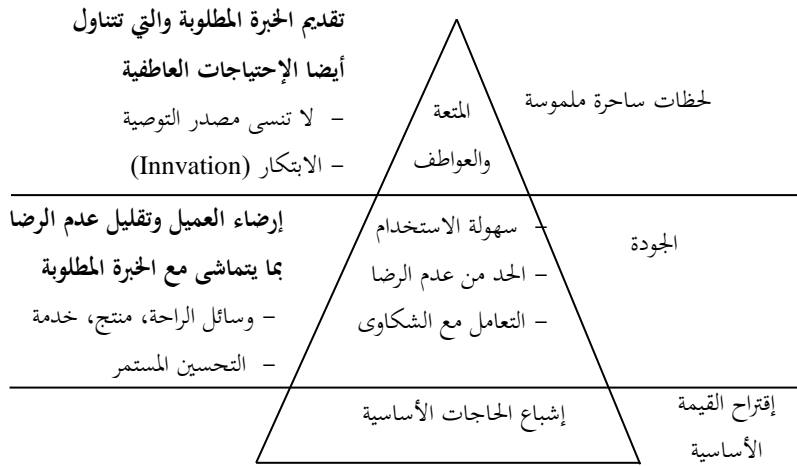 تقديم الخبرة المطلوبة والتي تتناول
أيضا الإحتياجات العاطفية
– لا تنسى مصدر التوصية
– الابتكار (Innvation)
المتعة
والعواطف
لحظات ساحرة ملموسة
إرضاء العميل وتقليل عدم الرضا
بما يتماشى مع الخبرة المطلوبة
– وسائل الراحة، منتج، خدمة
– التحسين المستمر
– سهولة الاستخدام
– الحد من عدم الرضا
– التعامل مع الشكاوى
الجودة
إشباع الحاجات الأساسية
إقتراح القيمة
الأساسية